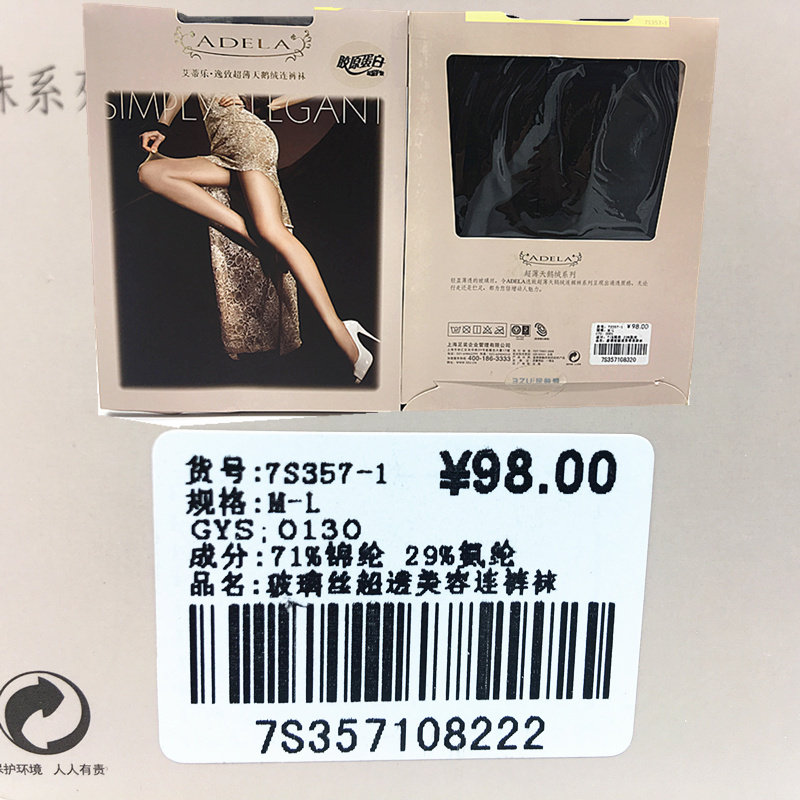 ADELA
艾蒂乐·逸致超薄天鹅绒连裤袜
胶原蛋白
SIMPLY ELEGANT
7S357-1
ADELA
超薄天鹅绒系列
400-186-3333
¥98.00
7S357108320
袜系列
货号:7S357-1 ¥98.00
规格:M-L
GYS:0130
成分:71%锦纶 29%氨纶
品名:玻璃丝超透美容连裤袜
7S357108222
保护环境 人人有责